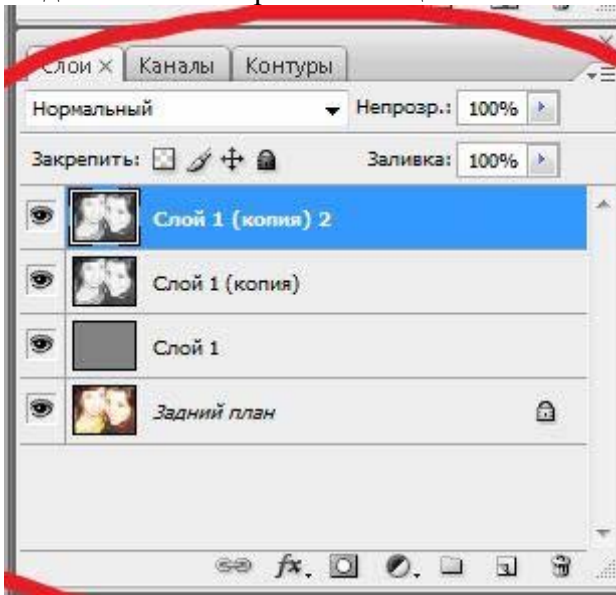 Слои × Каналы Контуры
Нормальный Непрозр.: 100%
Закрепить: Заливка: 100%
Слой 1 (копия) 2
Слой 1 (копия)
Слой 1
Задний план
fx.